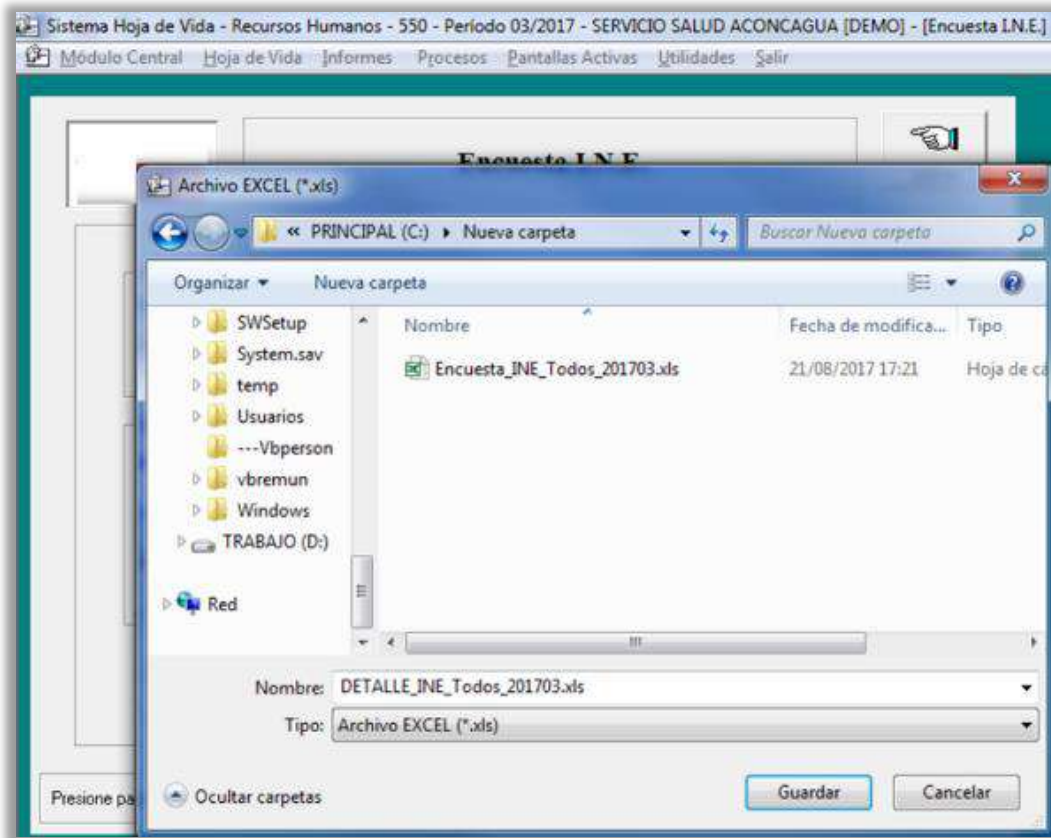 Sistema Hoja de Vida - Recursos Humanos - 550 - Periodo 03/2017 - SERVICIO SALUD ACONCAGUA [DEMO] - [Encuesta I.N.E.]
Módulo Central Hoja de Vida Informes Procesos Pantallas Activas Utilidades Salir
Encuesta I.N.E.
Archivo EXCEL (*.xls)
« PRINCIPAL (C:) Nueva carpeta Buscar Nueva carpeta
Organizar Nueva carpeta
SWSetup
System.sav
temp
Usuarios
---Vbperson
vbremun
Windows
TRABAJO (D:)
Red
Nombre Fecha de modifica... Tipo
Encuesta_INE_Todos_201703.xls 21/08/2017 17:21 Hoja de cá
Nombre: DETALLE_INE_Todos_201703.xls
Tipo: Archivo EXCEL (*.xls)
Presione pa
Ocultar carpetas Guardar Cancelar